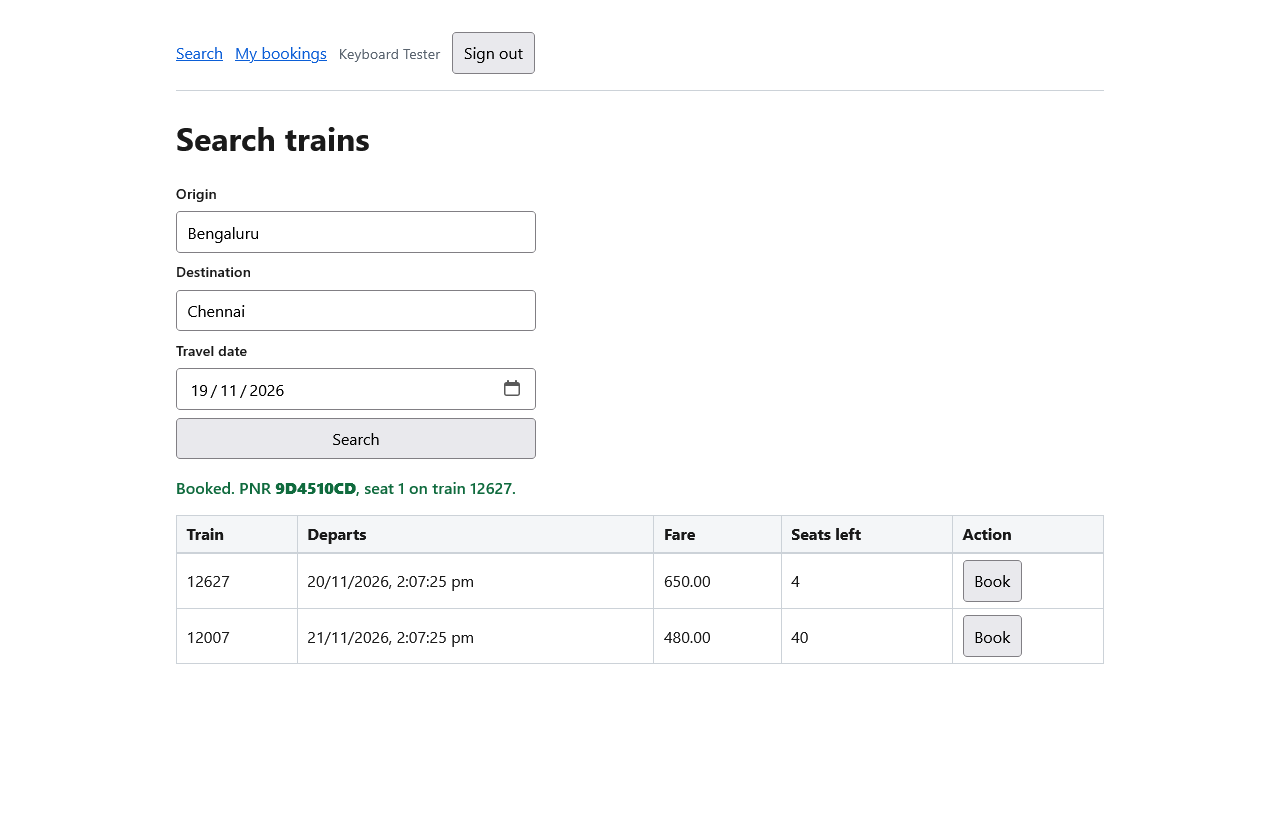 Search My bookings Keyboard Tester Sign out
Search trains
Origin
Bengaluru
Destination
Chennai
Travel date
19/11/2026
Search
Booked. PNR 9D4510CD, seat 1 on train 12627.
Train Departs Fare Seats left Action
12627 20/11/2026, 2:07:25 pm 650.00 4 Book
12007 21/11/2026, 2:07:25 pm 480.00 40 Book